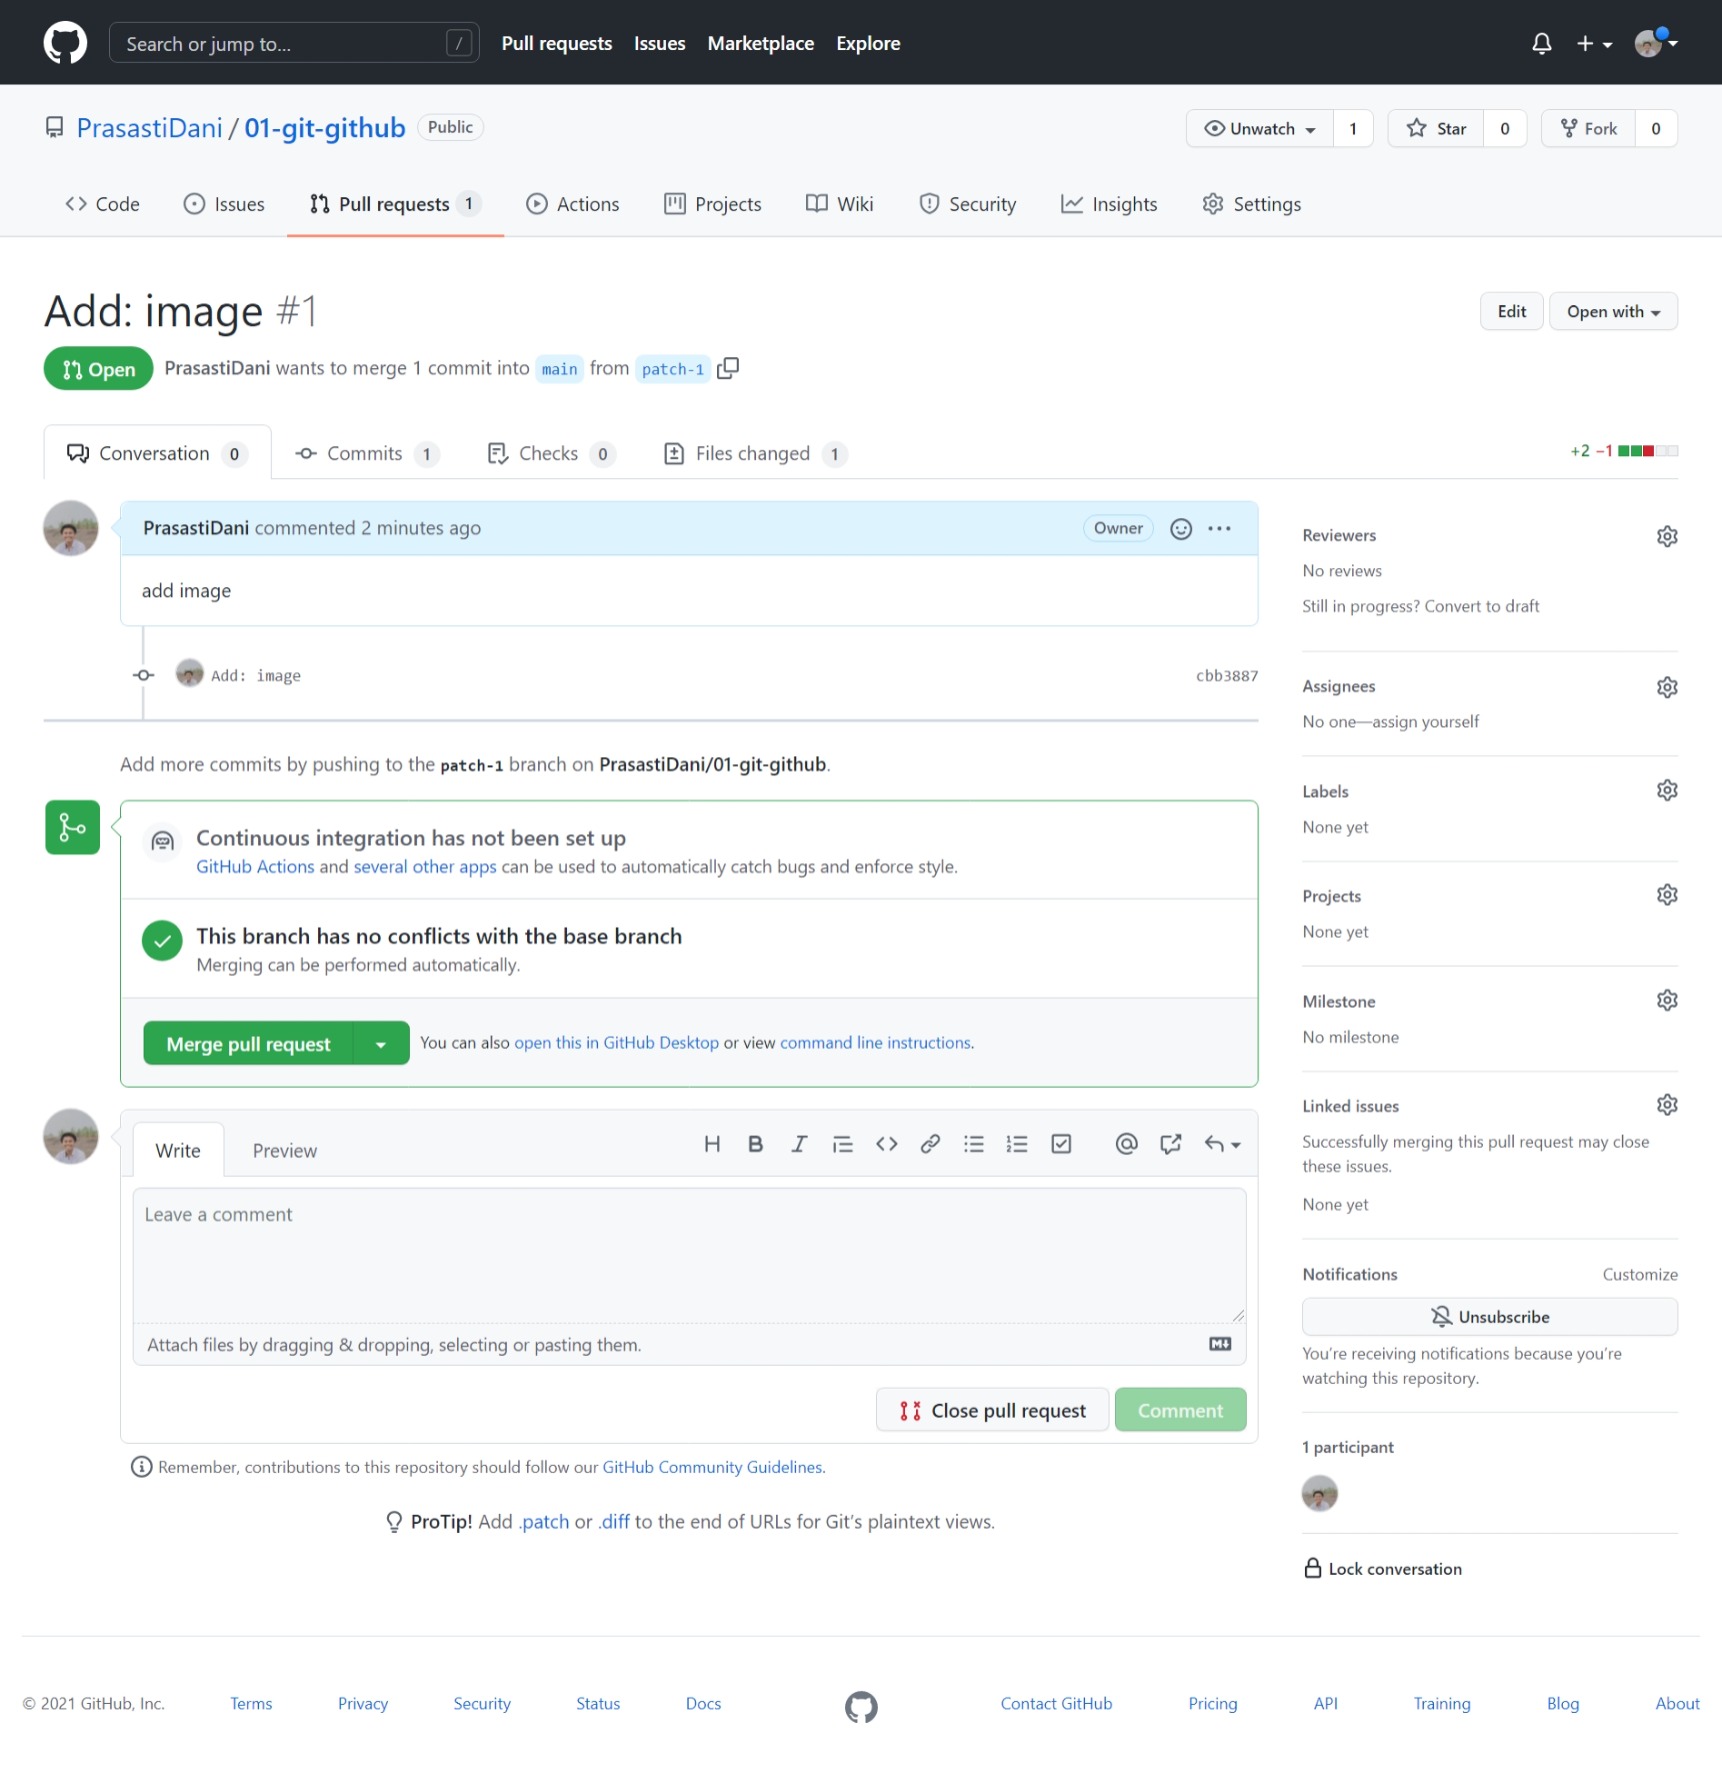 Search or jump to... /
Pull requests Issues Marketplace Explore
PrasastiDani / 01-git-github Public
Unwatch 1 Star 0 Fork 0
Code Issues Pull requests 1 Actions Projects Wiki Security Insights Settings
Add: image #1
Edit Open with
Open PrasastiDani wants to merge 1 commit into main from patch-1
Conversation 0 Commits 1 Checks 0 Files changed 1
+2 −1
PrasastiDani commented 2 minutes ago Owner
add image
Add: image cbb3887
Add more commits by pushing to the patch-1 branch on PrasastiDani/01-git-github.
Continuous integration has not been set up
GitHub Actions and several other apps can be used to automatically catch bugs and enforce style.
This branch has no conflicts with the base branch
Merging can be performed automatically.
Merge pull request You can also open this in GitHub Desktop or view command line instructions.
Write Preview
Leave a comment
Attach files by dragging & dropping, selecting or pasting them.
Close pull request Comment
Remember, contributions to this repository should follow our GitHub Community Guidelines.
ProTip! Add .patch or .diff to the end of URLs for Git’s plaintext views.
Reviewers
No reviews
Still in progress? Convert to draft
Assignees
No one—assign yourself
Labels
None yet
Projects
None yet
Milestone
No milestone
Linked issues
Successfully merging this pull request may close
these issues.
None yet
Notifications Customize
Unsubscribe
You’re receiving notifications because you’re
watching this repository.
1 participant
Lock conversation
© 2021 GitHub, Inc. Terms Privacy Security Status Docs Contact GitHub Pricing API Training Blog About